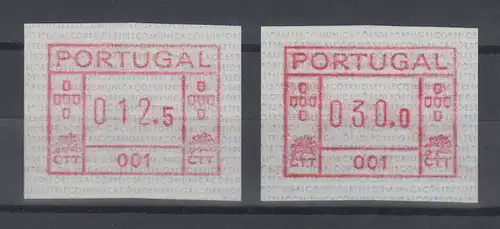 PORTUGAL
012.5
CTT 001 CTT
PORTUGAL
030.0
CTT 001 CTT